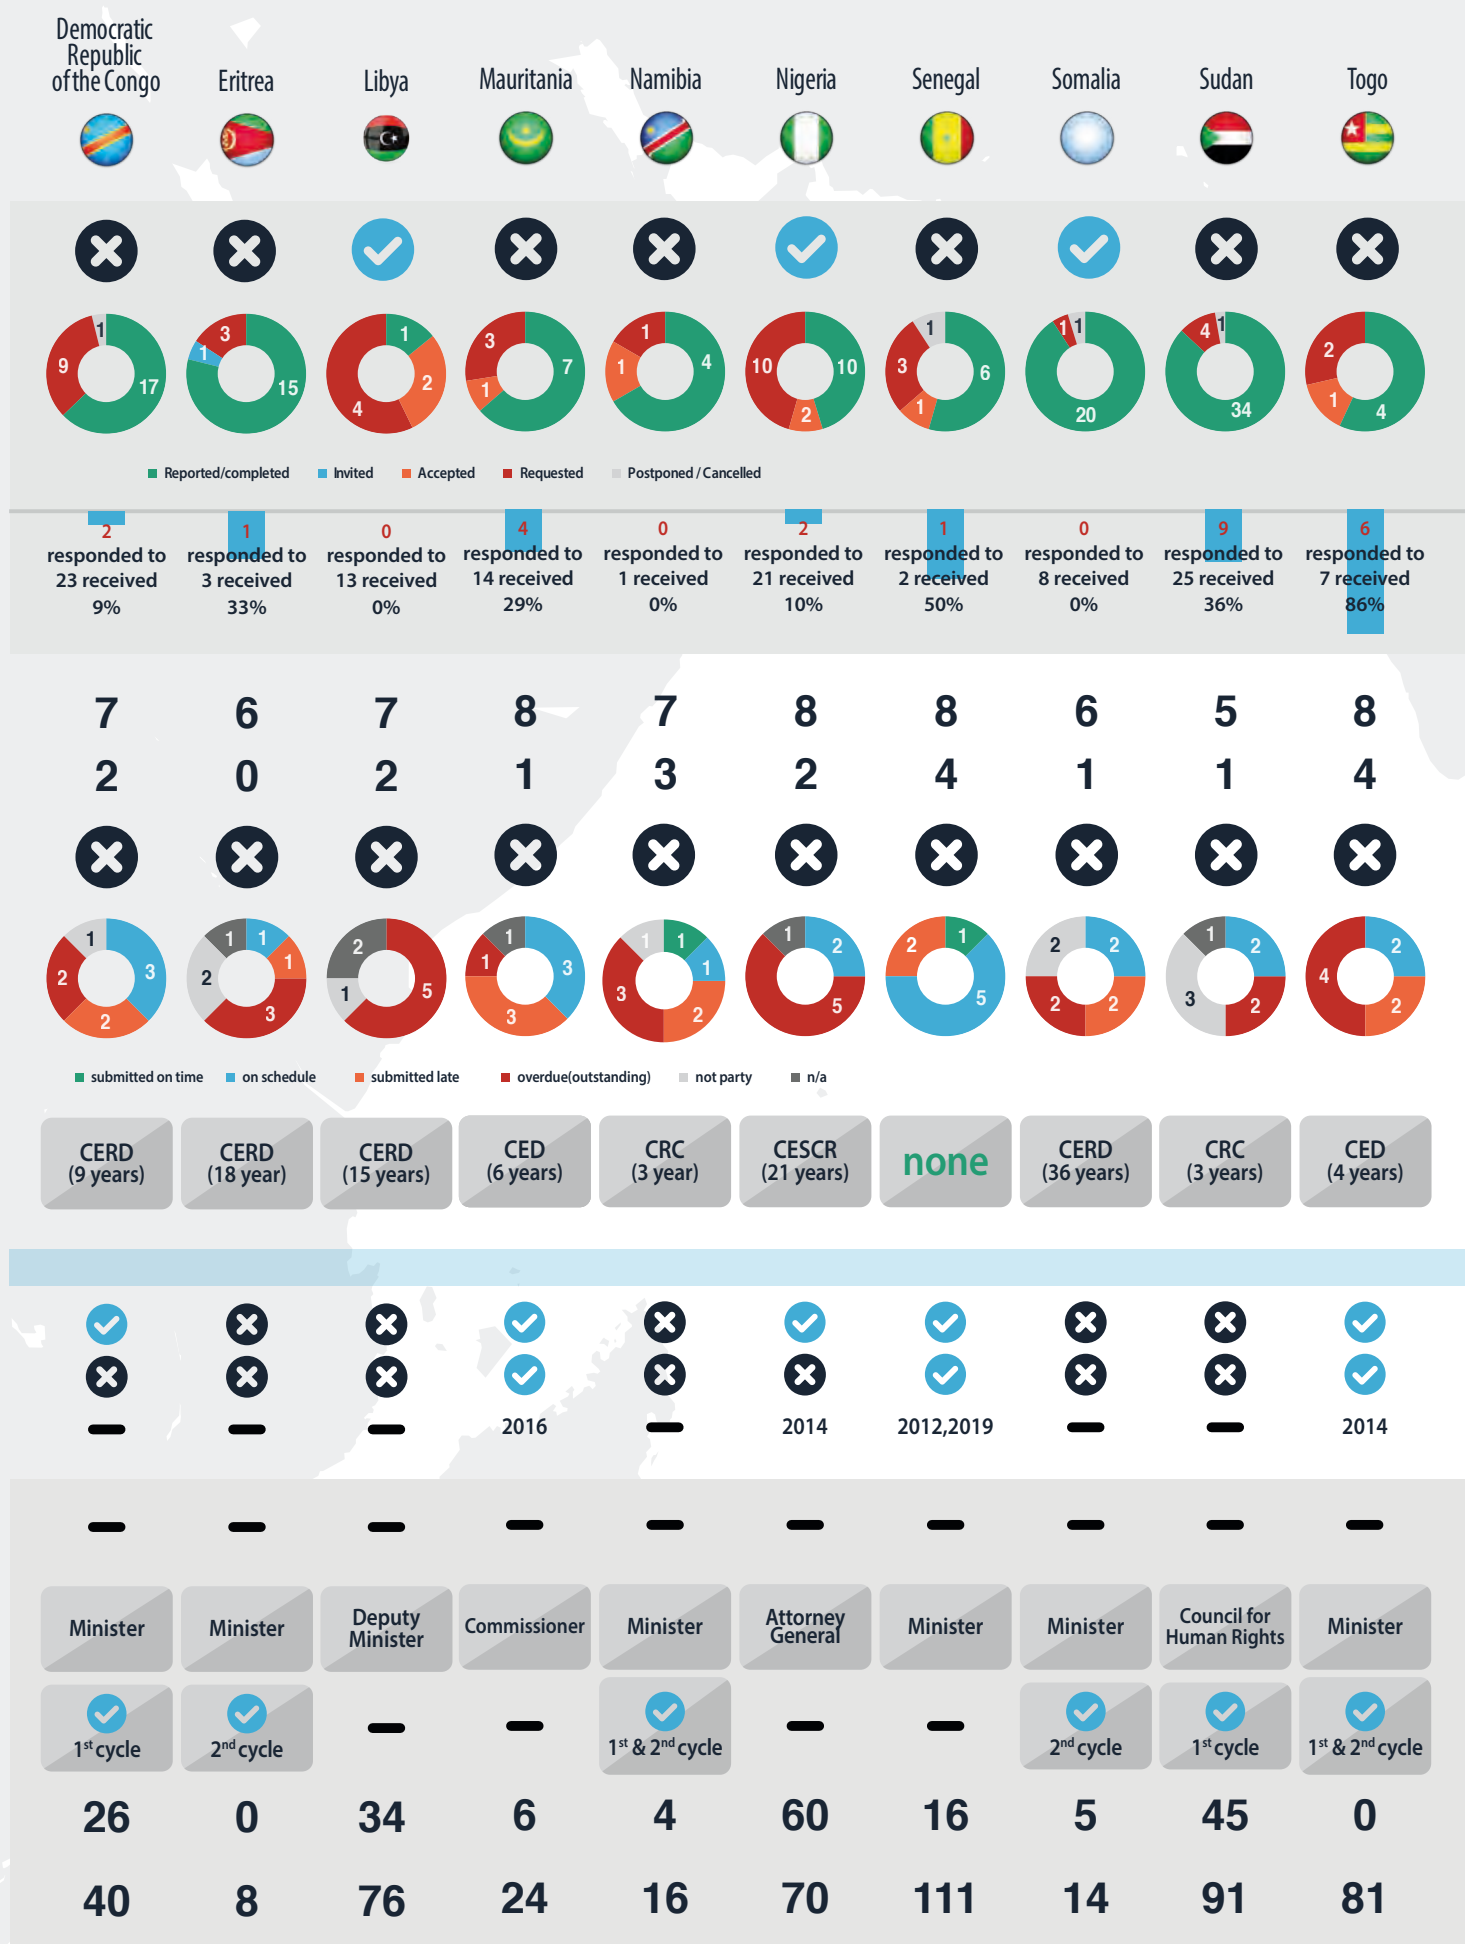 Democratic
Republic
of the Congo
Eritrea
Libya
Mauritania
Namibia
Nigeria
Senegal
Somalia
Sudan
Togo
1
9
17
3
1
15
1
2
4
3
1
7
1
1
4
10
10
2
1
3
1
6
1
1
20
4
1
34
2
1
4
Reported/completed
Invited
Accepted
Requested
Postponed / Cancelled
2
responded to
23 received
9%
1
responded to
3 received
33%
0
responded to
13 received
0%
4
responded to
14 received
29%
0
responded to
1 received
0%
2
responded to
21 received
10%
1
responded to
2 received
50%
0
responded to
8 received
0%
9
responded to
25 received
36%
6
responded to
7 received
86%
7 6 7 8 7 8 8 6 5 8
2 0 2 1 3 2 4 1 1 4
1
3
2
2
1
1
1
2
3
2
1
5
1
1
3
3
1
1
1
3
2
1
2
5
2
1
5
2
2
2
2
1
2
3
2
2
4
2
submitted on time
on schedule
submitted late
overdue(outstanding)
not party
n/a
CERD
(9 years)
CERD
(18 year)
CERD
(15 years)
CED
(6 years)
CRC
(3 year)
CESCR
(21 years)
none
CERD
(36 years)
CRC
(3 years)
CED
(4 years)
2016
2014
2012,2019
2014
Minister
Minister
Deputy
Minister
Commissioner
Minister
Attorney
General
Minister
Minister
Council for
Human Rights
Minister
1st cycle
2nd cycle
1st & 2nd cycle
2nd cycle
1st cycle
1st & 2nd cycle
26 0 34 6 4 60 16 5 45 0
40 8 76 24 16 70 111 14 91 81